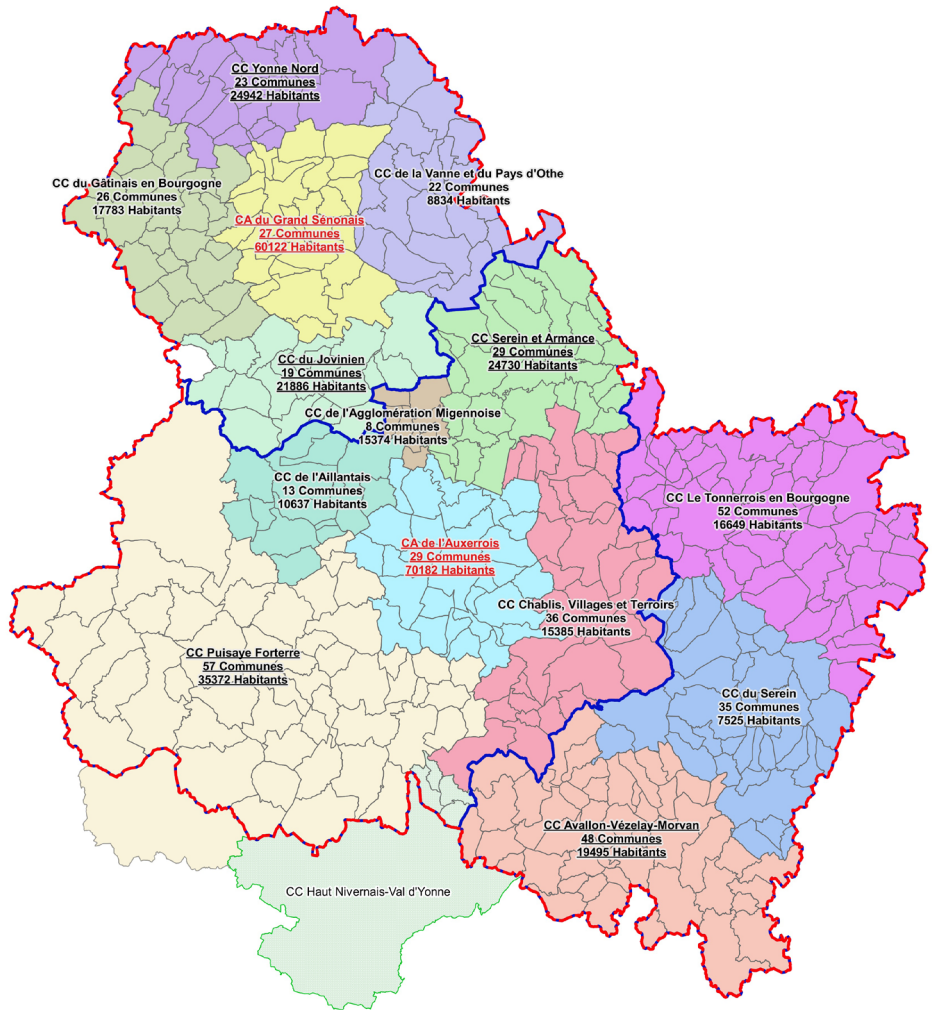 CC Yonne Nord
23 Communes
24942 Habitants
CC du Gâtinais en Bourgogne
26 Communes
17783 Habitants
CC de la Vanne et du Pays d'Othe
22 Communes
8834 Habitants
CA du Grand Sénonais
27 Communes
60122 Habitants
CC Serein et Armance
29 Communes
24730 Habitants
CC du Jovinien
19 Communes
21886 Habitants
CC de l'Agglomération Migennoise
8 Communes
15374 Habitants
CC de l'Aillantais
13 Communes
10637 Habitants
CC Le Tonnerrois en Bourgogne
52 Communes
16649 Habitants
CA de l'Auxerrois
29 Communes
70182 Habitants
CC Chablis, Villages et Terroirs
36 Communes
15385 Habitants
CC Puisaye Forterre
57 Communes
35372 Habitants
CC du Serein
35 Communes
7525 Habitants
CC Avallon-Vézelay-Morvan
48 Communes
19495 Habitants
CC Haut Nivernais-Val d'Yonne